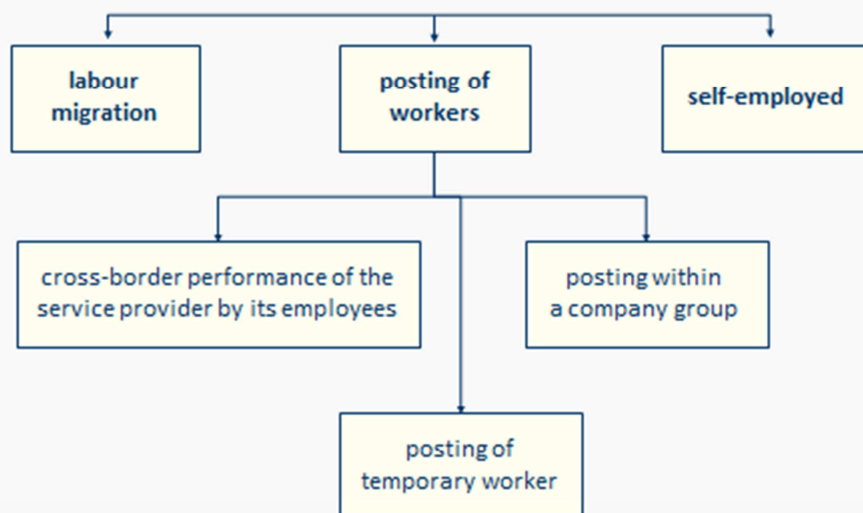 labour
migration
posting of
workers
self-employed
cross-border performance of the
service provider by its employees
posting within
a company group
posting of
temporary worker